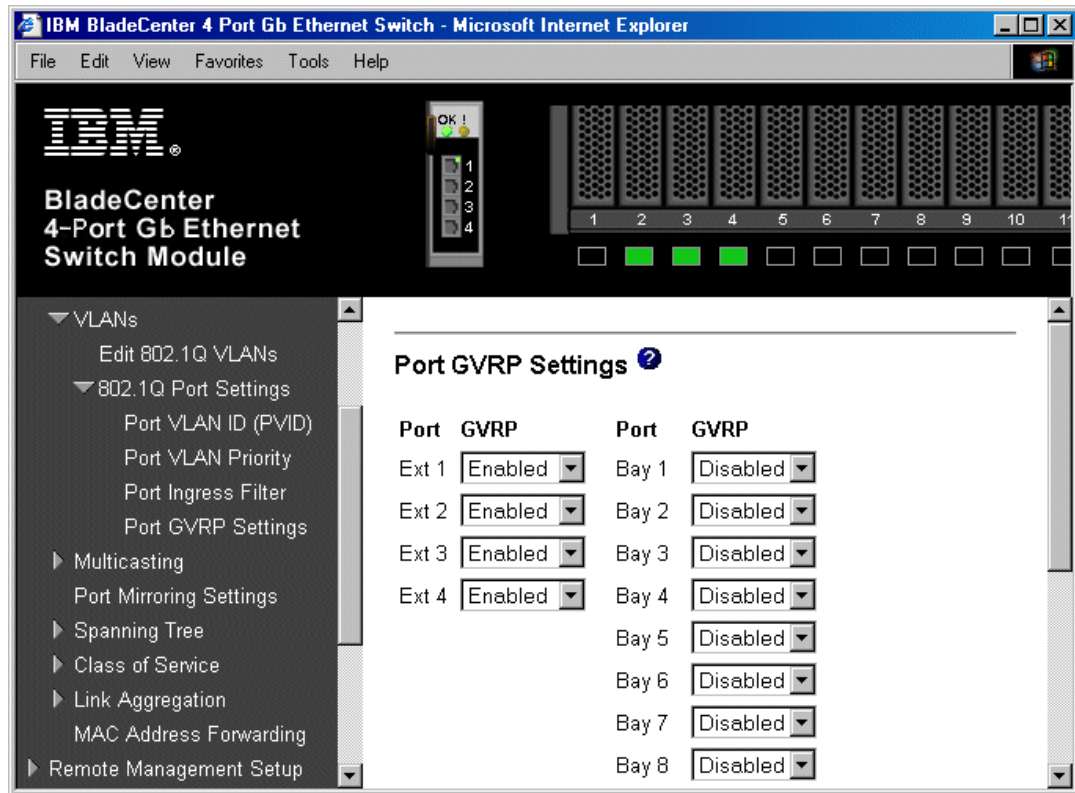 IBM BladeCenter 4 Port Gb Ethernet Switch - Microsoft Internet Explorer
File Edit View Favorites Tools Help
IBM®
BladeCenter
4-Port Gb Ethernet
Switch Module
OK !
1
2
3
4
1 2 3 4 5 6 7 8 9 10 11
VLANs
Edit 802.1Q VLANs
802.1Q Port Settings
Port VLAN ID (PVID)
Port VLAN Priority
Port Ingress Filter
Port GVRP Settings
Multicasting
Port Mirroring Settings
Spanning Tree
Class of Service
Link Aggregation
MAC Address Forwarding
Remote Management Setup
Port GVRP Settings ?
Port GVRP Port GVRP
Ext 1 Enabled Bay 1 Disabled
Ext 2 Enabled Bay 2 Disabled
Ext 3 Enabled Bay 3 Disabled
Ext 4 Enabled Bay 4 Disabled
Bay 5 Disabled
Bay 6 Disabled
Bay 7 Disabled
Bay 8 Disabled